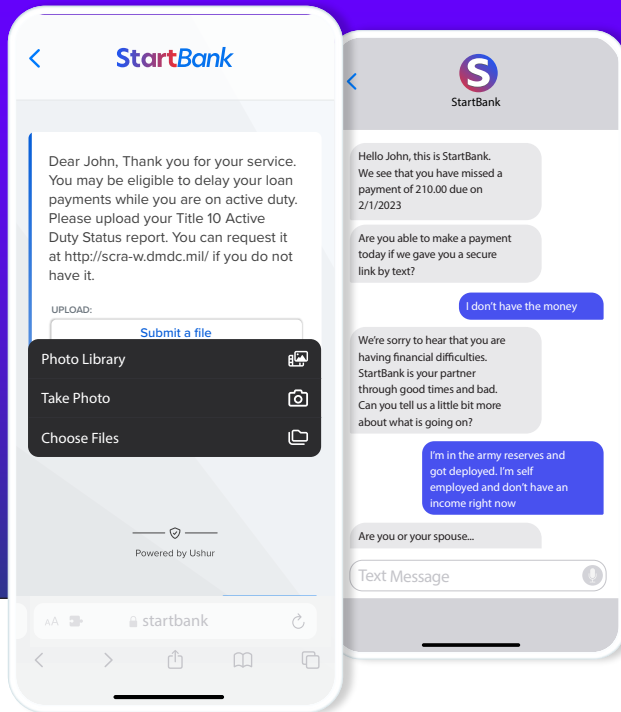 StartBank
Dear John, Thank you for your service.
You may be eligible to delay your loan
payments while you are on active duty.
Please upload your Title 10 Active
Duty Status report. You can request it
at http://scra-w.dmdc.mil/ if you do not
have it.
UPLOAD:
Submit a file
Photo Library
Take Photo
Choose Files
Powered by Ushur
AA
startbank
S
StartBank
Hello John, this is StartBank.
We see that you have missed a
payment of 210.00 due on
2/1/2023
Are you able to make a payment
today if we gave you a secure
link by text?
I don't have the money
We're sorry to hear that you are
having financial difficulties.
StartBank is your partner
through good times and bad.
Can you tell us a little bit more
about what is going on?
I'm in the army reserves and
got deployed. I'm self
employed and don't have an
income right now
Are you or your spouse...
Text Message